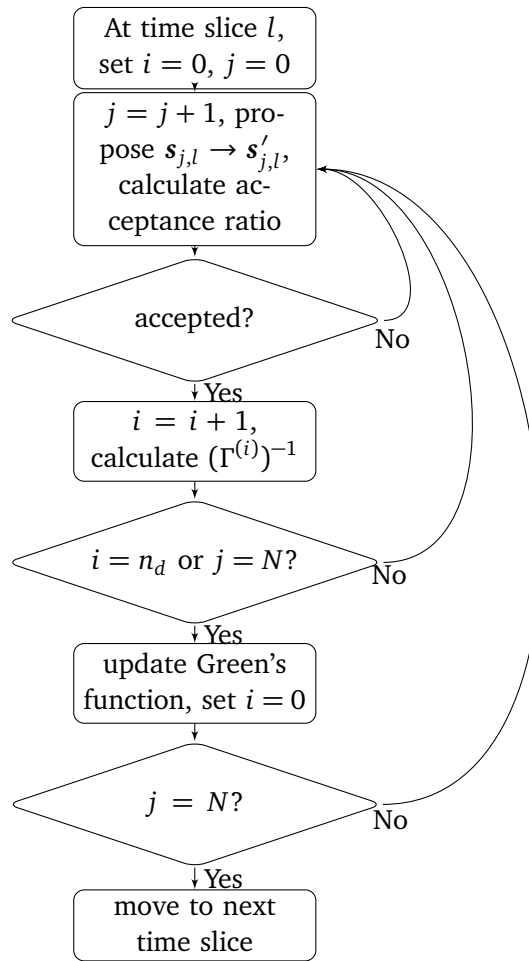 At time slice l,
set i = 0, j = 0
j = j + 1, pro-
pose s_{j,l} → s′_{j,l},
calculate ac-
ceptance ratio
accepted?
No
Yes
i = i + 1,
calculate (Γ^{(i)})^{−1}
i = n_d or j = N?
No
Yes
update Green's
function, set i = 0
j = N?
No
Yes
move to next
time slice